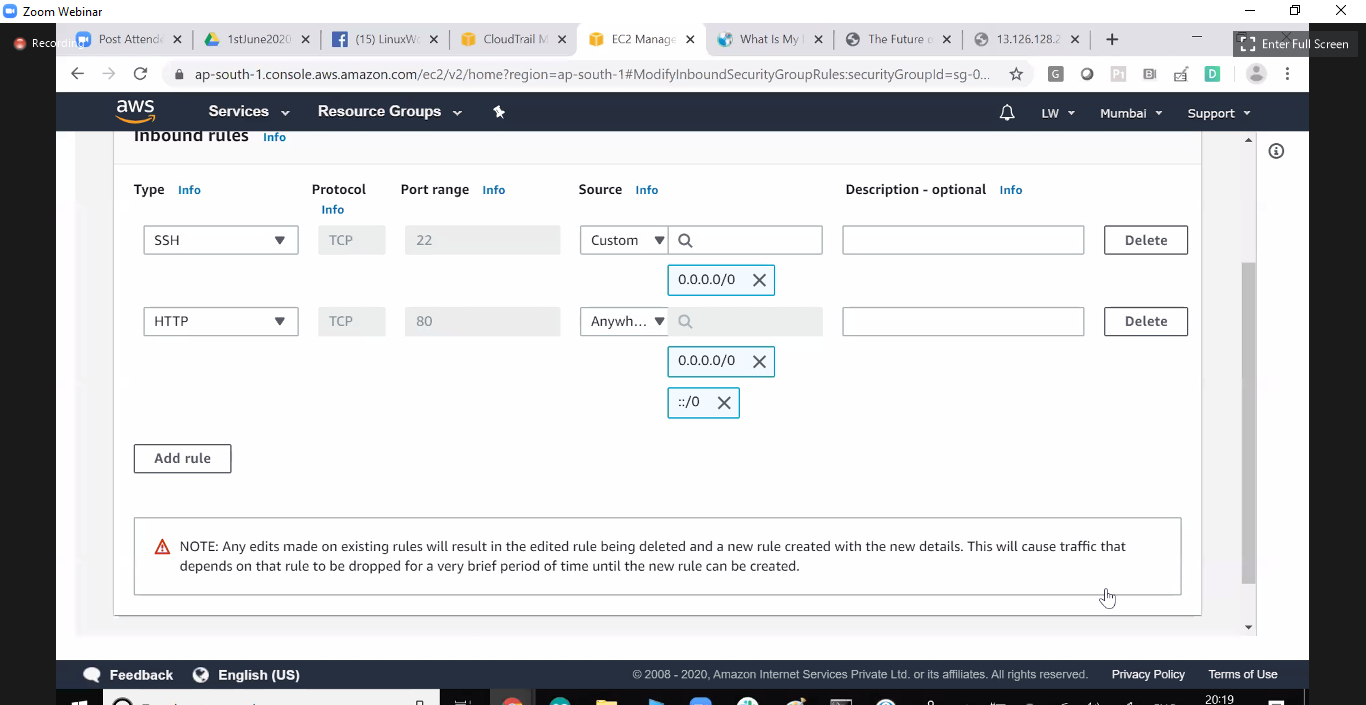 Zoom Webinar
Recording
Post Attend
1stJune2020
(15) LinuxW
CloudTrail M
EC2 Manage
What Is My
The Future o
13.126.128.2
Enter Full Screen
ap-south-1.console.aws.amazon.com/ec2/v2/home?region=ap-south-1#ModifyInboundSecurityGroupRules:securityGroupId=sg-0...
aws Services Resource Groups LW Mumbai Support
Inbound rules Info
Type Info Protocol Info Port range Info Source Info Description - optional Info
SSH TCP 22 Custom Delete
0.0.0.0/0
HTTP TCP 80 Anywh... Delete
0.0.0.0/0
::/0
Add rule
NOTE: Any edits made on existing rules will result in the edited rule being deleted and a new rule created with the new details. This will cause traffic that
depends on that rule to be dropped for a very brief period of time until the new rule can be created.
Feedback English (US) © 2008 - 2020, Amazon Internet Services Private Ltd. or its affiliates. All rights reserved. Privacy Policy Terms of Use
20:19